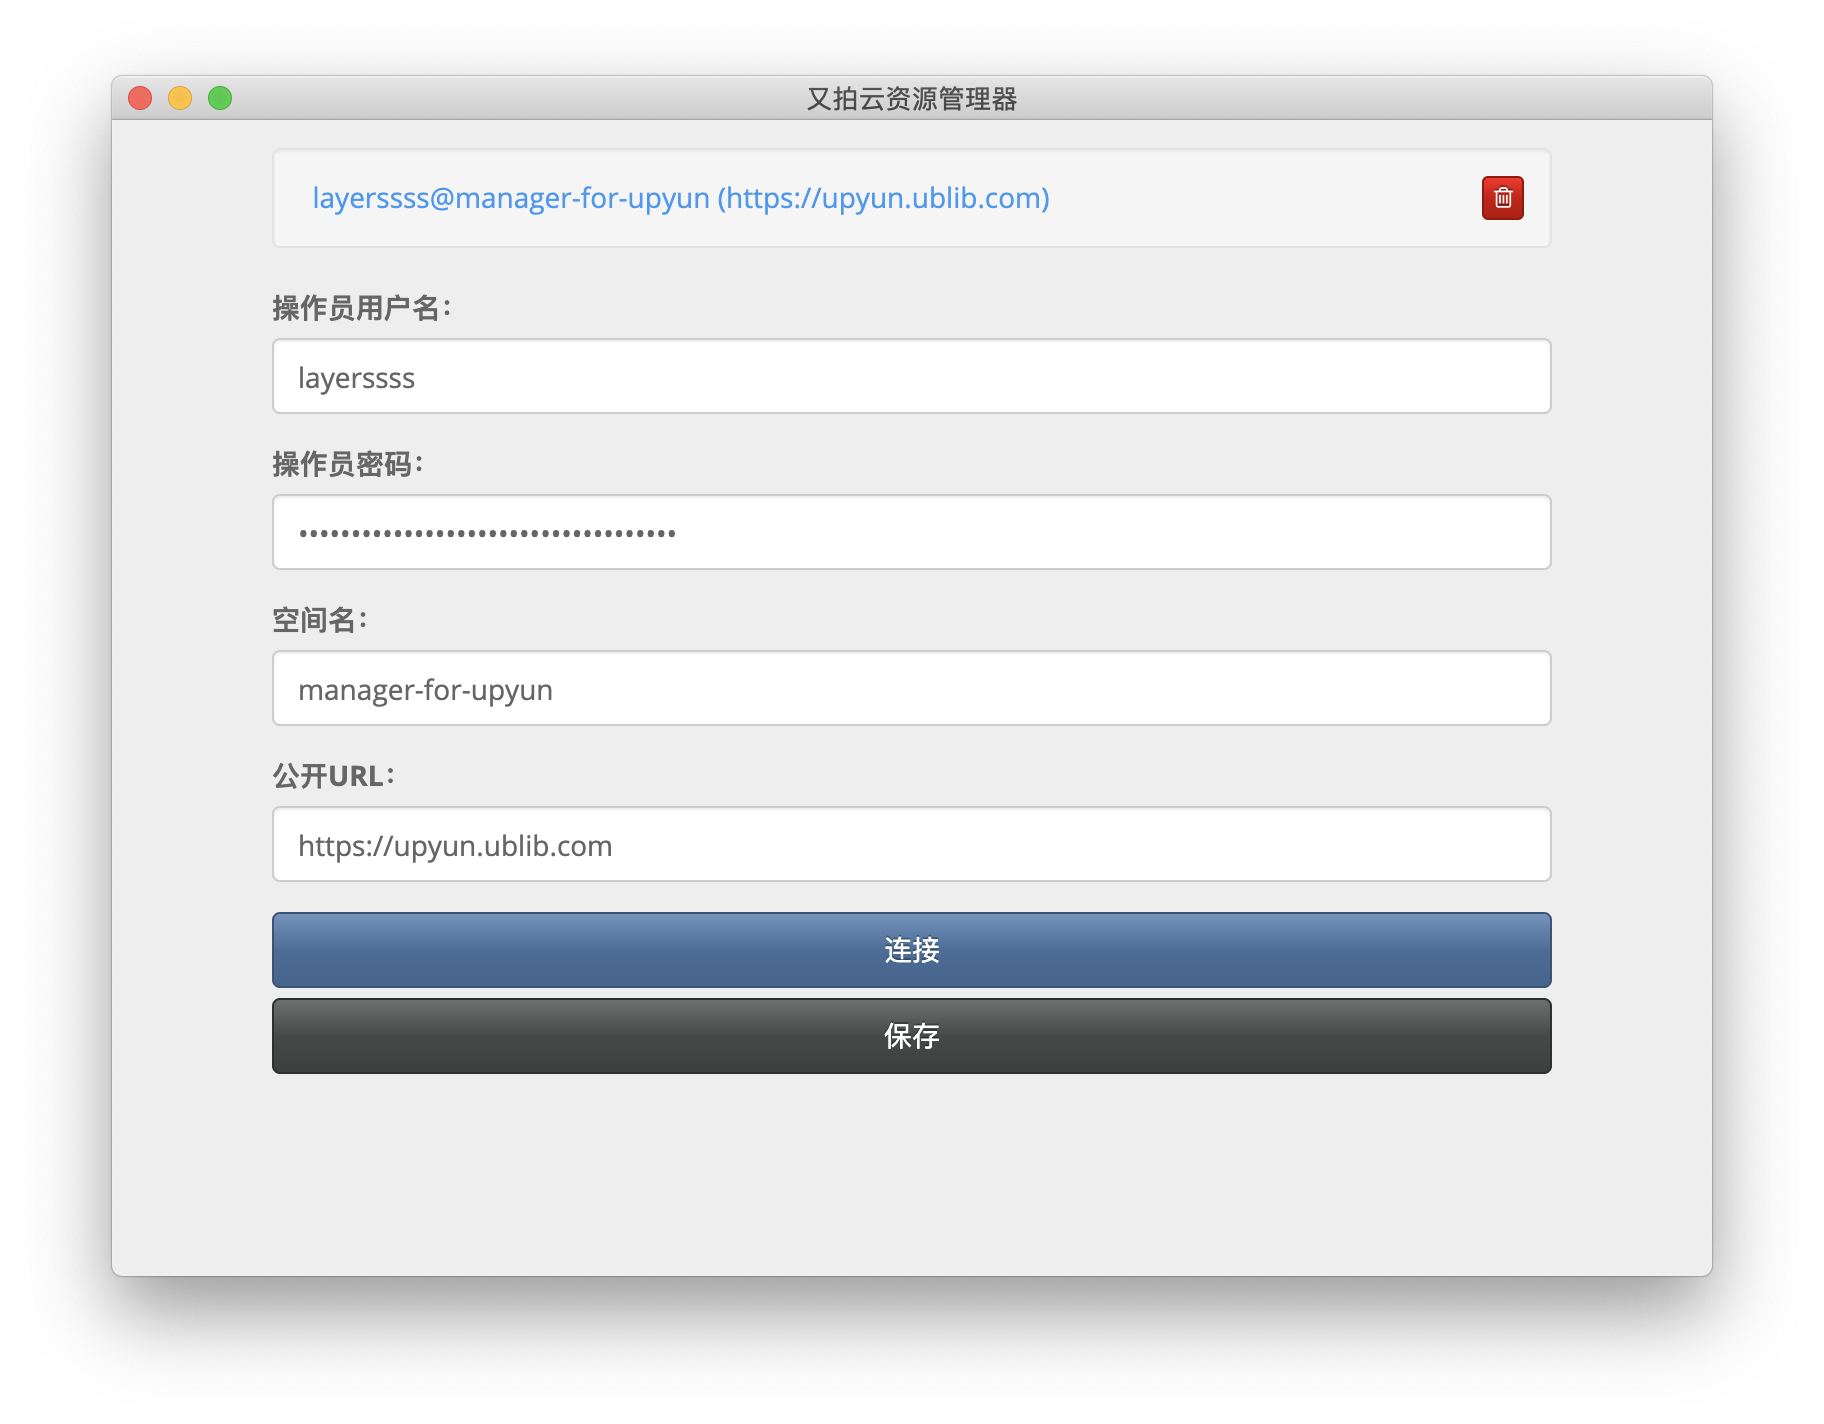 又拍云资源管理器
layerssss@manager-for-upyun (https://upyun.ublib.com)
操作员用户名：
layerssss
操作员密码：
••••••••••••••••••••••••••••••••••••
空间名：
manager-for-upyun
公开URL：
https://upyun.ublib.com
连接
保存